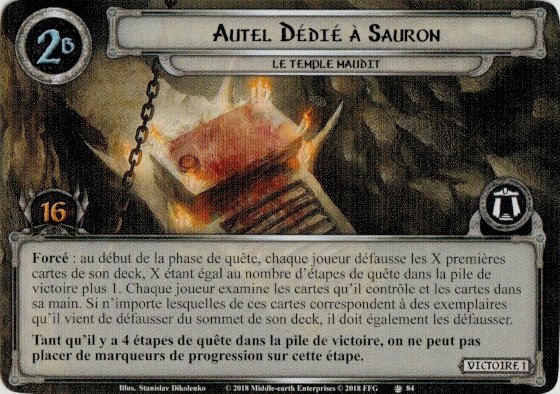 2B
AUTEL DÉDIÉ À SAURON
LE TEMPLE MAUDIT
16
Forcé : au début de la phase de quête, chaque joueur défausse les X premières
cartes de son deck, X étant égal au nombre d'étapes de quête dans la pile de
victoire plus 1. Chaque joueur examine les cartes qu'il contrôle et les cartes dans
sa main. Si n'importe lesquelles de ces cartes correspondent à des exemplaires
qu'il vient de défausser du sommet de son deck, il doit également les défausser.
Tant qu'il y a 4 étapes de quête dans la pile de victoire, on ne peut pas
placer de marqueurs de progression sur cette étape.
VICTOIRE 1
Illus. Stanislav Dikolenko © 2018 Middle-earth Enterprises © 2018 FFG 84